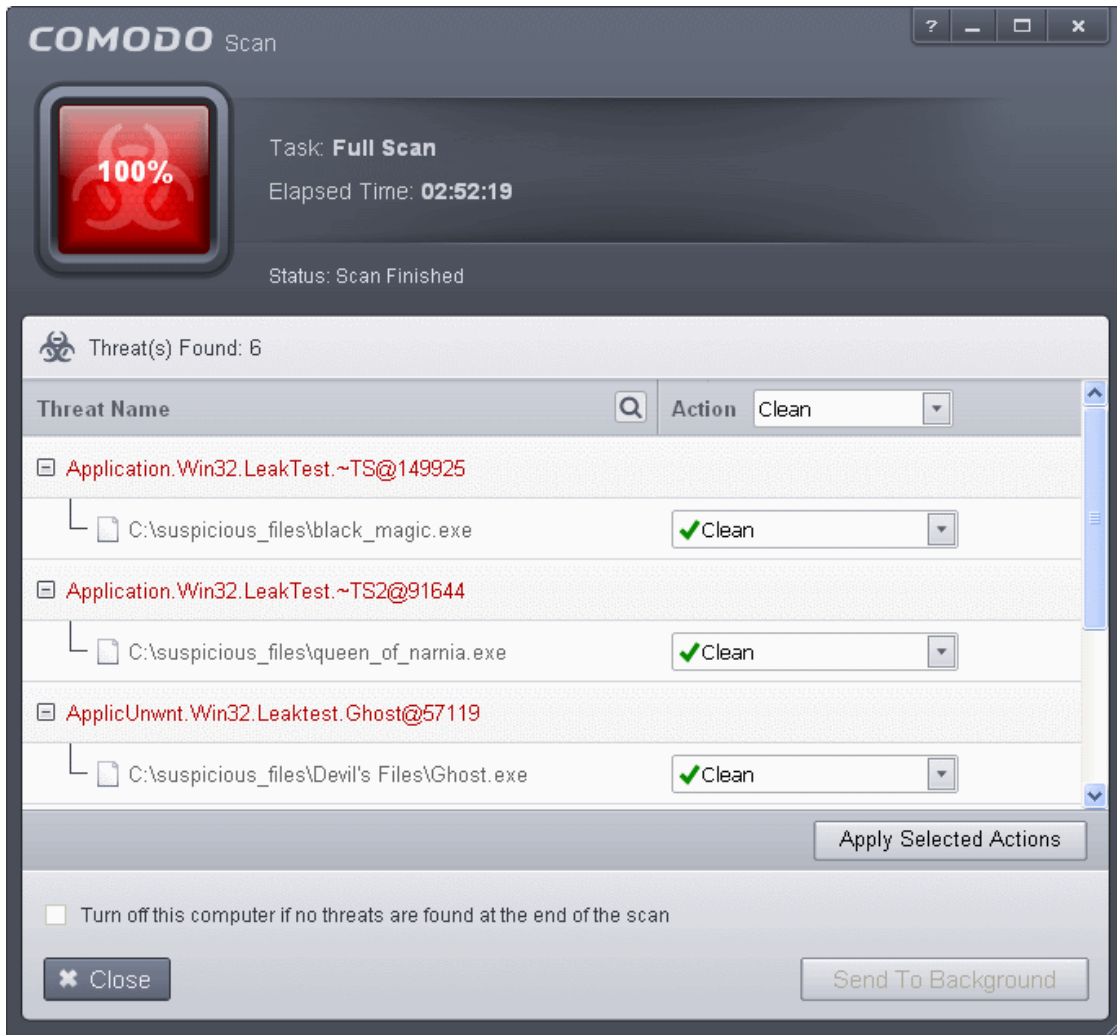 COMODO Scan
?
100%
Task: Full Scan
Elapsed Time: 02:52:19
Status: Scan Finished
Threat(s) Found: 6
Threat Name Action Clean
Application.Win32.LeakTest.~TS@149925
C:\suspicious_files\black_magic.exe Clean
Application.Win32.LeakTest.~TS2@91644
C:\suspicious_files\queen_of_narnia.exe Clean
ApplicUnwnt.Win32.Leaktest.Ghost@57119
C:\suspicious_files\Devil's Files\Ghost.exe Clean
Apply Selected Actions
Turn off this computer if no threats are found at the end of the scan
Close Send To Background